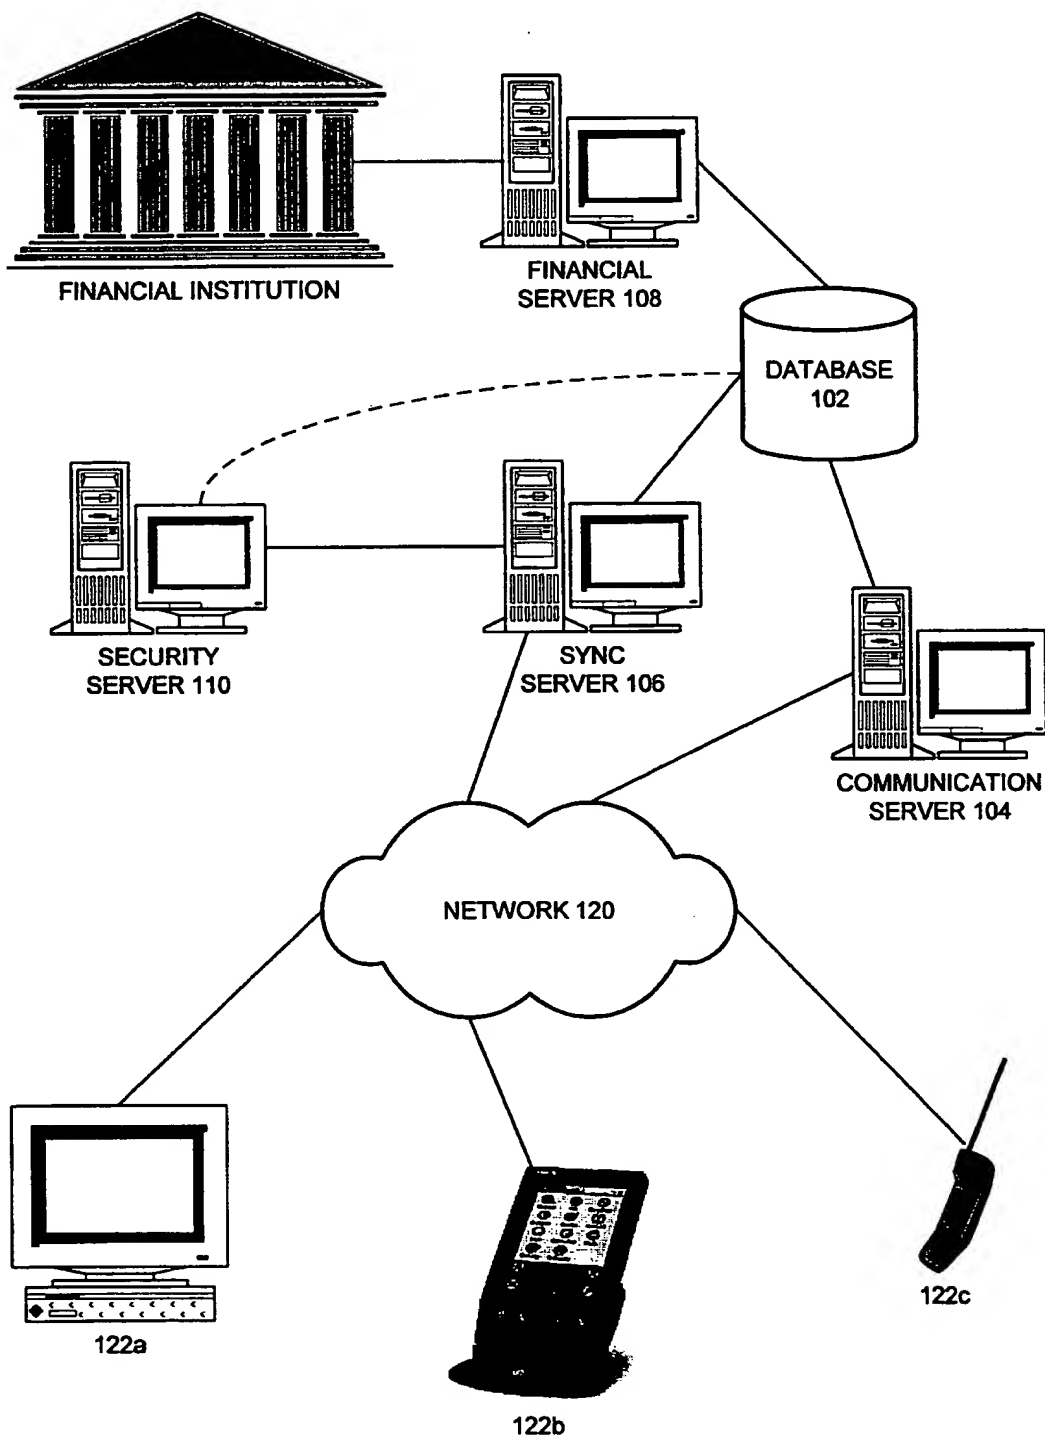 FINANCIAL INSTITUTION
FINANCIAL
SERVER 108
DATABASE
102
SECURITY
SERVER 110
SYNC
SERVER 106
COMMUNICATION
SERVER 104
NETWORK 120
122a
122b
122c